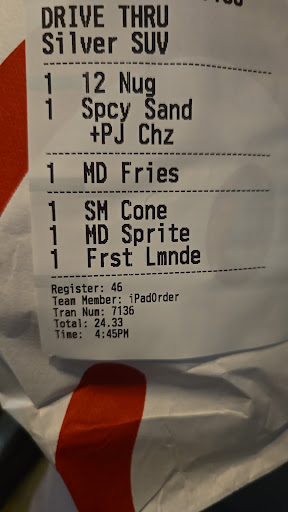 DRIVE THRU
Silver SUV
1 12 Nug
1 Spcy Sand
+PJ Chz
1 MD Fries
1 SM Cone
1 MD Sprite
1 Frst Lmnde
Register: 46
Team Member: iPadOrder
Tran Num: 7136
Total: 24.33
Time: 4:45PM